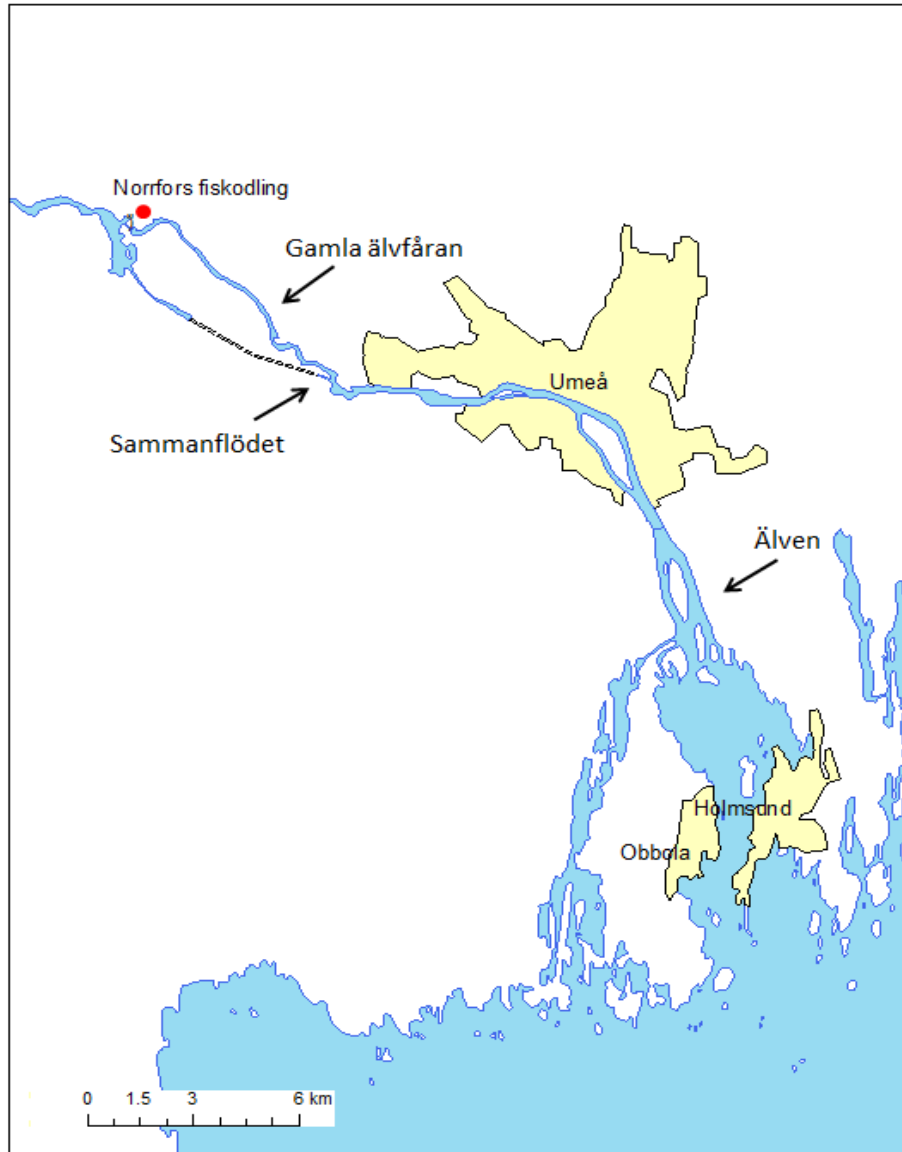 Norrfors fiskodling
Gamla älvfåran
Umeå
Sammanflödet
Älven
Holmsund
Obbola
0 1.5 3 6 km